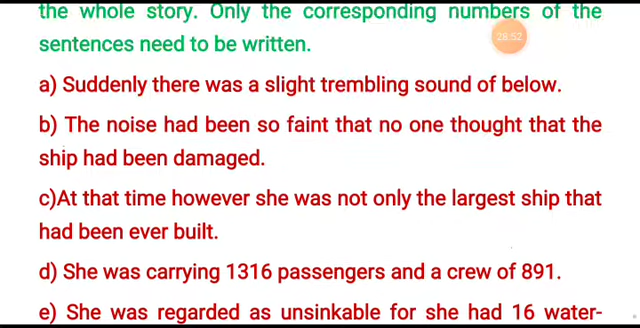 the whole story. Only the corresponding numbers of the
sentences need to be written.
28:52
a) Suddenly there was a slight trembling sound of below.
b) The noise had been so faint that no one thought that the
ship had been damaged.
c)At that time however she was not only the largest ship that
had been ever built.
d) She was carrying 1316 passengers and a crew of 891.
e) She was regarded as unsinkable for she had 16 water-